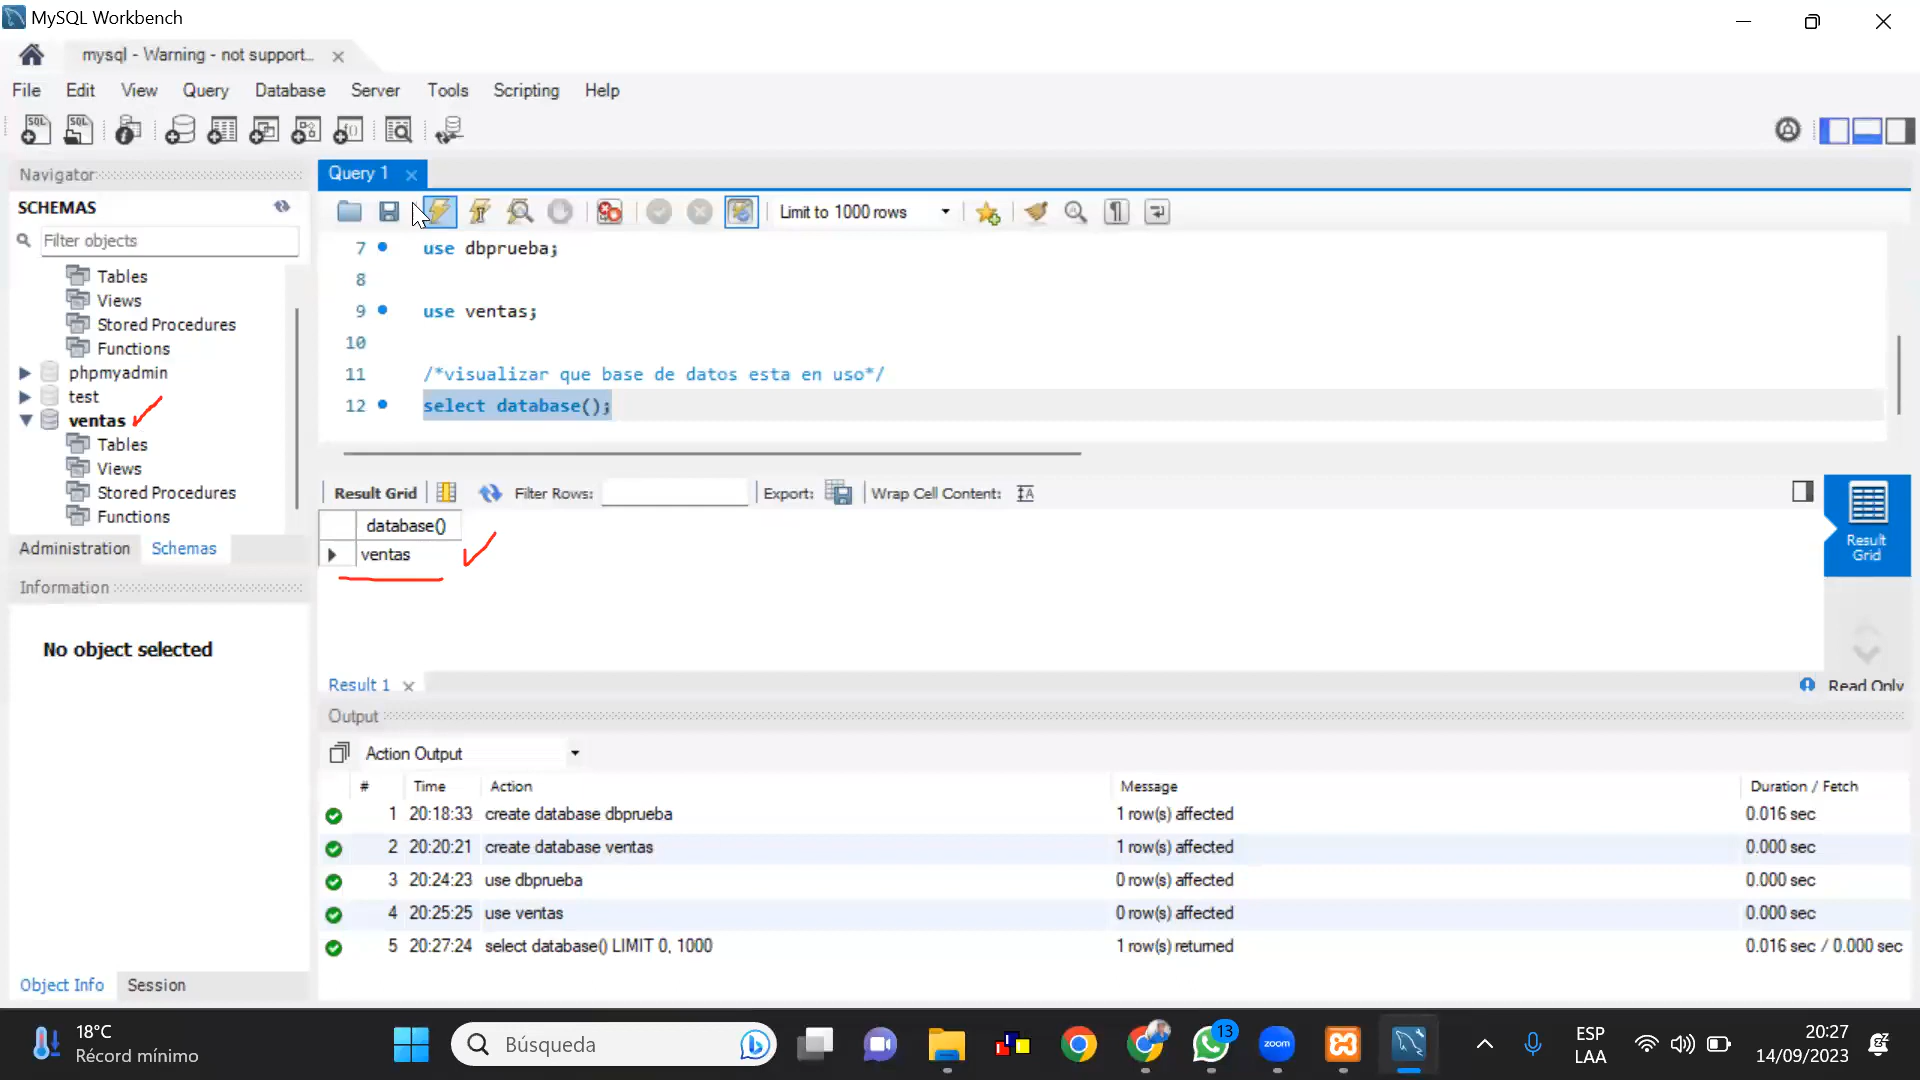 MySQL Workbench
mysql - Warning - not support...
File Edit View Query Database Server Tools Scripting Help
Navigator
SCHEMAS
Filter objects
Tables
Views
Stored Procedures
Functions
phpmyadmin
test
ventas
Tables
Views
Stored Procedures
Functions
Administration Schemas
Information
No object selected
Object Info Session
Query 1
Limit to 1000 rows
7 use dbprueba;
8
9 use ventas;
10
11 /*visualizar que base de datos esta en uso*/
12 select database();
Result Grid Filter Rows: Export: Wrap Cell Content:
database()
ventas
Result Grid
Result 1 Read Only
Output
Action Output
# Time Action Message Duration / Fetch
1 20:18:33 create database dbprueba 1 row(s) affected 0.016 sec
2 20:20:21 create database ventas 1 row(s) affected 0.000 sec
3 20:24:23 use dbprueba 0 row(s) affected 0.000 sec
4 20:25:25 use ventas 0 row(s) affected 0.000 sec
5 20:27:24 select database() LIMIT 0, 1000 1 row(s) returned 0.016 sec / 0.000 sec
18°C
Récord mínimo
Búsqueda
13
zoom
ESP
LAA
20:27
14/09/2023